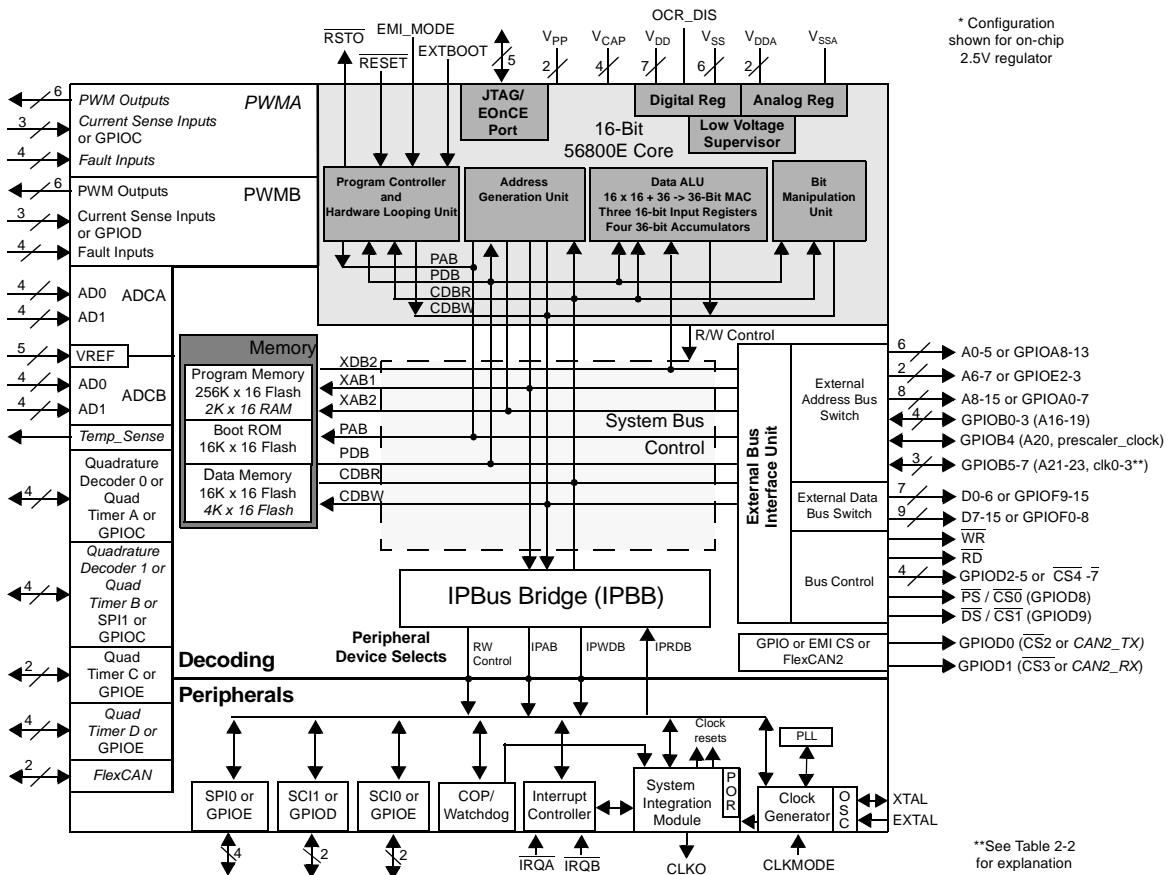 OCR_DIS
* Configuration
shown for on-chip
2.5V regulator
RSTO
EMI_MODE
RESET
EXTBOOT
5
VPP
2
VCAP
4
VDD
7
VSS
6
VDDA
2
VSSA
6
PWM Outputs
PWMA
3
Current Sense Inputs
or GPIOC
4
Fault Inputs
6
PWM Outputs
PWMB
3
Current Sense Inputs
or GPIOD
4
Fault Inputs
JTAG/
EOnCE
Port
Digital Reg
Analog Reg
Low Voltage
Supervisor
16-Bit
56800E Core
Program Controller
and
Hardware Looping Unit
Address
Generation Unit
Data ALU
16 x 16 + 36 -> 36-Bit MAC
Three 16-bit Input Registers
Four 36-bit Accumulators
Bit
Manipulation
Unit
PAB
PDB
CDBR
CDBW
4
AD0
ADCA
4
AD1
5
VREF
4
AD0
ADCB
4
AD1
Temp_Sense
4
Quadrature
Decoder 0 or
Quad
Timer A or
GPIOC
4
Quadrature
Decoder 1 or
Quad
Timer B or
SPI1 or
GPIOC
2
Quad
Timer C or
GPIOE
4
Quad
Timer D or
GPIOE
2
FlexCAN
Memory
Program Memory
256K x 16 Flash
2K x 16 RAM
Boot ROM
16K x 16 Flash
Data Memory
16K x 16 Flash
4K x 16 Flash
XDB2
XAB1
XAB2
PAB
PDB
CDBR
CDBW
R/W Control
System Bus
Control
External Bus
Interface Unit
External
Address Bus
Switch
External Data
Bus Switch
Bus Control
6
A0-5 or GPIOA8-13
2
A6-7 or GPIOE2-3
8
A8-15 or GPIOA0-7
4
GPIOB0-3 (A16-19)
GPIOB4 (A20, prescaler_clock)
3
GPIOB5-7 (A21-23, clk0-3**)
7
D0-6 or GPIOF9-15
9
D7-15 or GPIOF0-8
WR
RD
4
GPIOD2-5 or CS4 -7
PS / CS0 (GPIOD8)
DS / CS1 (GPIOD9)
GPIO or EMI CS or
FlexCAN2
GPIOD0 (CS2 or CAN2_TX)
GPIOD1 (CS3 or CAN2_RX)
IPBus Bridge (IPBB)
Peripheral
Device Selects
RW
Control
IPAB
IPWDB
IPRDB
Decoding
Peripherals
Clock
resets
PLL
SPI0 or
GPIOE
4
SCI1 or
GPIOD
2
SCI0 or
GPIOE
2
COP/
Watchdog
Interrupt
Controller
IRQA
IRQB
System
Integration
Module
POR
CLKO
Clock
Generator
OSC
CLKMODE
XTAL
EXTAL
**See Table 2-2
for explanation